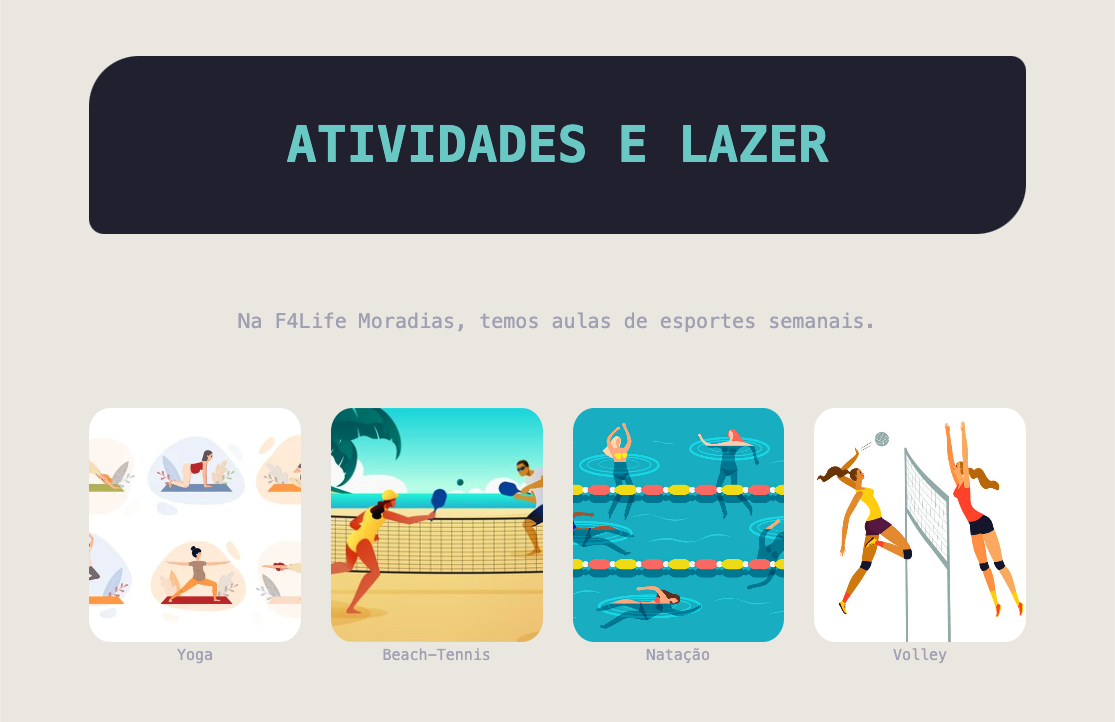 ATIVIDADES E LAZER
Na F4Life Moradias, temos aulas de esportes semanais.
Yoga
Beach-Tennis
Natação
Volley